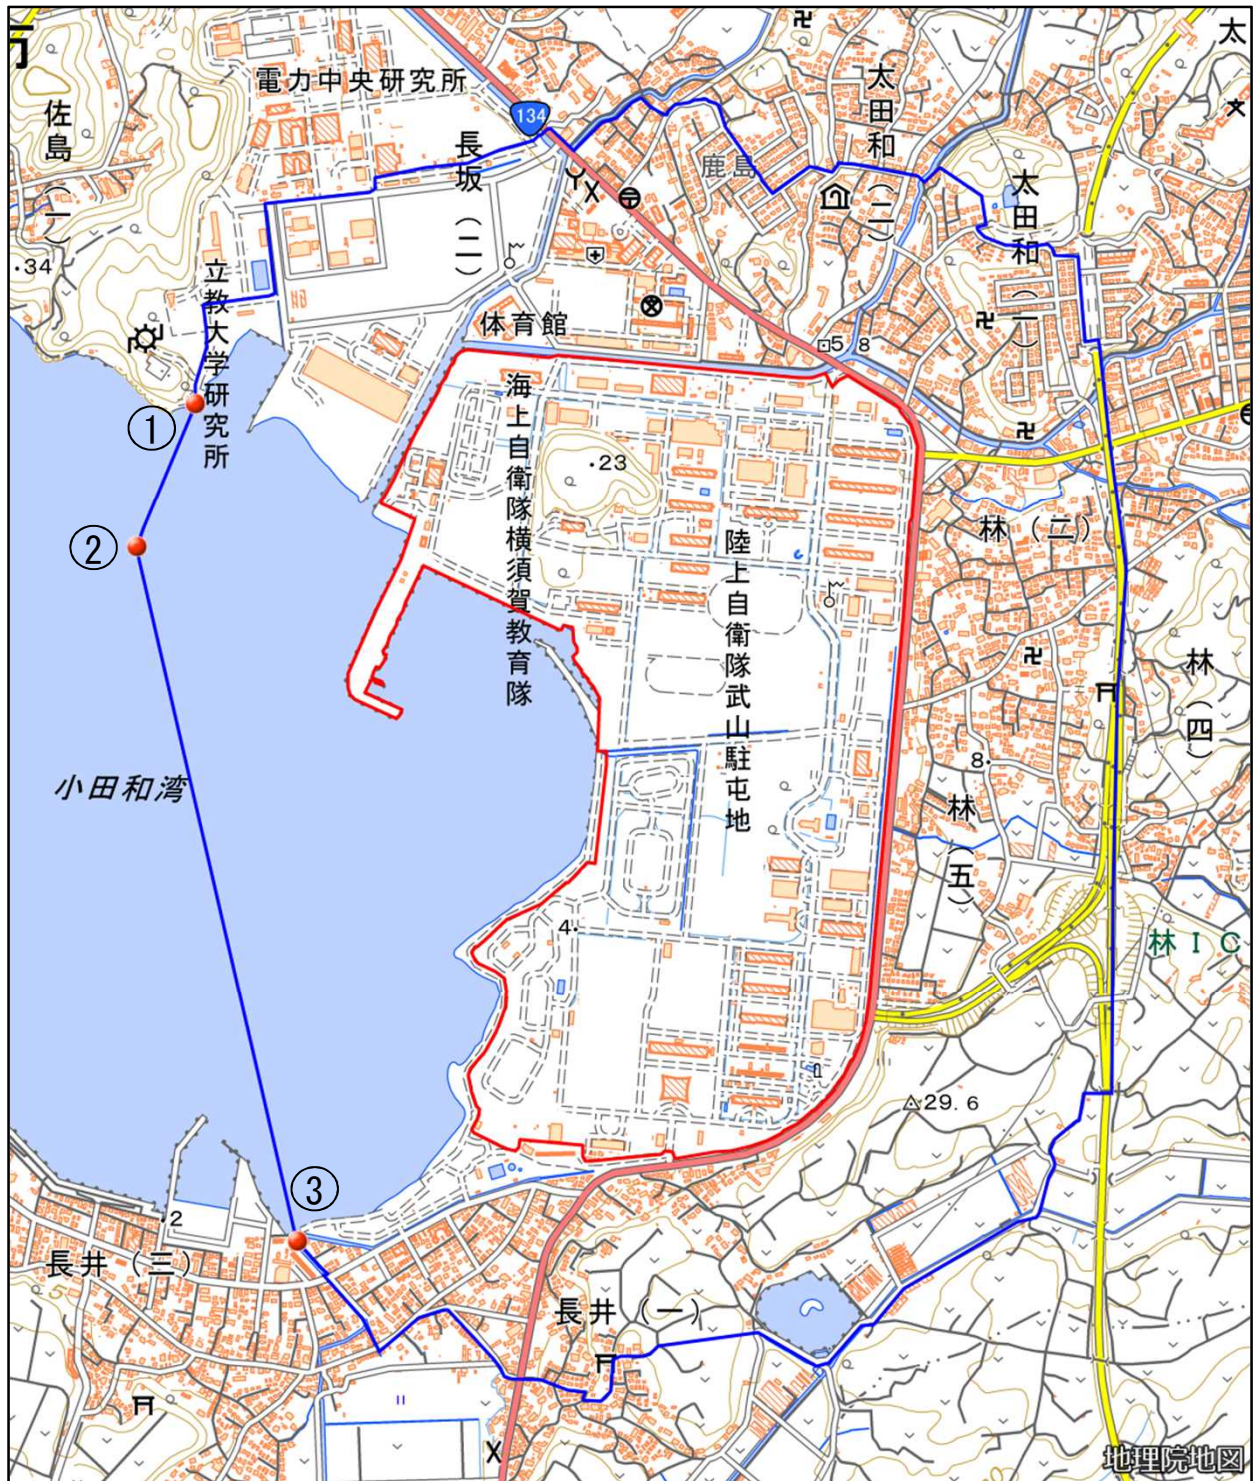 太
電力中央研究所
134
佐島（一）
長坂（二）
太田和（二）
鹿島
太田和（一）
34
立教大学研究所
体育館
5.8
①
海上自衛隊横須賀教育隊
23
②
陸上自衛隊武山駐屯地
林（二）
林（四）
小田和湾
8
林（五）
4
林ＩＣ
29.6
③
2
長井（三）
長井（一）
地理院地図